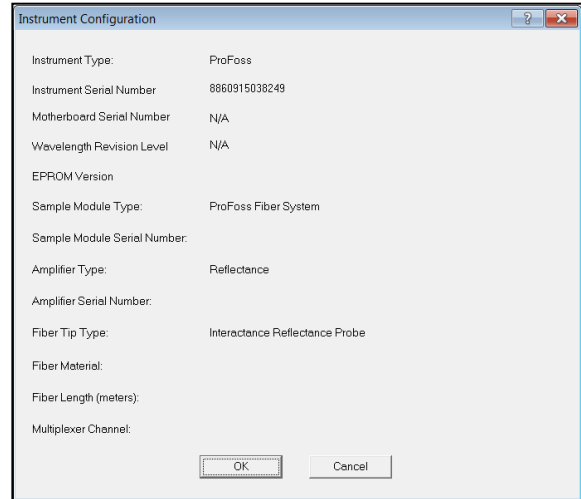 Instrument Configuration
Instrument Type: ProFoss
Instrument Serial Number 8860915038249
Motherboard Serial Number N/A
Wavelength Revision Level N/A
EPROM Version
Sample Module Type: ProFoss Fiber System
Sample Module Serial Number:
Amplifier Type: Reflectance
Amplifier Serial Number:
Fiber Tip Type: Interactance Reflectance Probe
Fiber Material:
Fiber Length (meters):
Multiplexer Channel:
OK Cancel